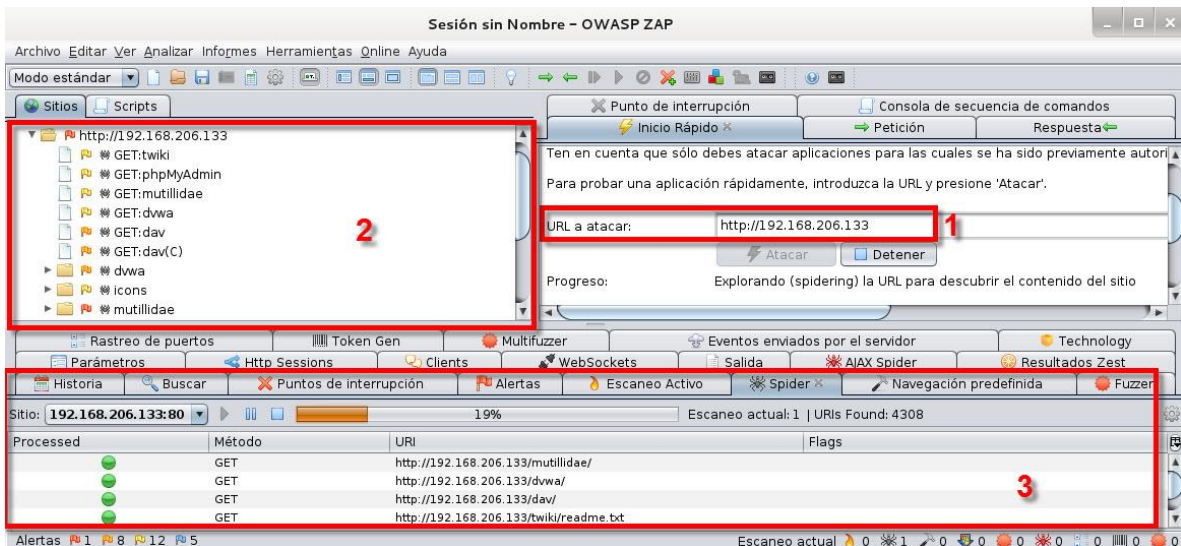 Sesión sin Nombre – OWASP ZAP
Archivo Editar Ver Analizar Informes Herramientas Online Ayuda
Modo estándar
Sitios Scripts
http://192.168.206.133
GET:twiki
GET:phpMyAdmin
GET:mutillidae
GET:dvwa
GET:dav
GET:dav(C)
dvwa
icons
mutillidae
2
Punto de interrupción Consola de secuencia de comandos
Inicio Rápido Petición Respuesta
Ten en cuenta que sólo debes atacar aplicaciones para las cuales se ha sido previamente autori
Para probar una aplicación rápidamente, introduzca la URL y presione 'Atacar'.
URL a atacar: http://192.168.206.133 1
Atacar Detener
Progreso: Explorando (spidering) la URL para descubrir el contenido del sitio
Rastreo de puertos Token Gen Multifuzzer Eventos enviados por el servidor Technology
Parámetros Http Sessions Clients WebSockets Salida AJAX Spider Resultados Zest
Historia Buscar Puntos de interrupción Alertas Escaneo Activo Spider Navegación predefinida Fuzzer
Sitio: 192.168.206.133:80 19% Escaneo actual: 1 | URIs Found: 4308
Processed Método URI Flags
GET http://192.168.206.133/mutillidae/
GET http://192.168.206.133/dvwa/
GET http://192.168.206.133/dav/
GET http://192.168.206.133/twiki/readme.txt
3
Alertas 1 8 12 5 Escaneo actual 0 1 0 0 0 0 0 0 0